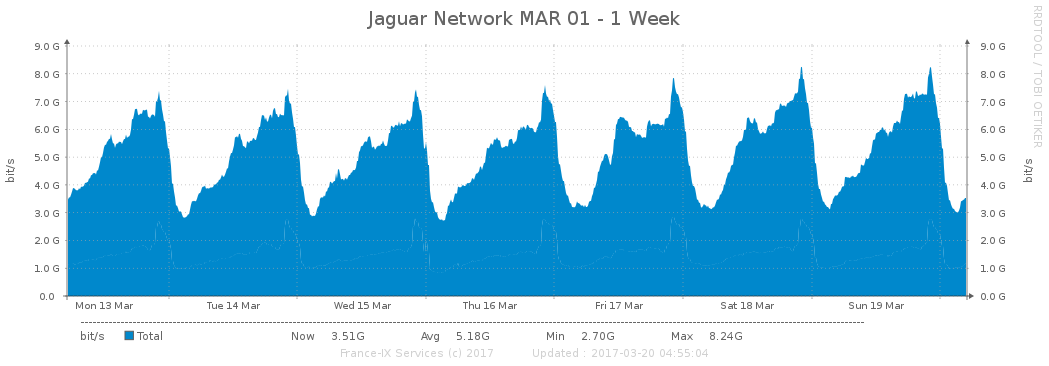 Jaguar Network MAR 01 - 1 Week
RRDTOOL / TOBI OETIKER
bit/s
9.0 G 9.0 G
8.0 G 8.0 G
7.0 G 7.0 G
6.0 G 6.0 G
5.0 G 5.0 G
4.0 G 4.0 G
3.0 G 3.0 G
2.0 G 2.0 G
1.0 G 1.0 G
0.0 0.0 G
bit/s
Mon 13 Mar Tue 14 Mar Wed 15 Mar Thu 16 Mar Fri 17 Mar Sat 18 Mar Sun 19 Mar
bit/s Total Now 3.51G Avg 5.18G Min 2.70G Max 8.24G
France-IX Services (c) 2017 Updated : 2017-03-20 04:55:04